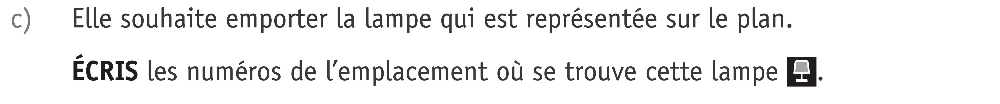 c) Elle souhaite emporter la lampe qui est représentée sur le plan.
ÉCRIS les numéros de l’emplacement où se trouve cette lampe .